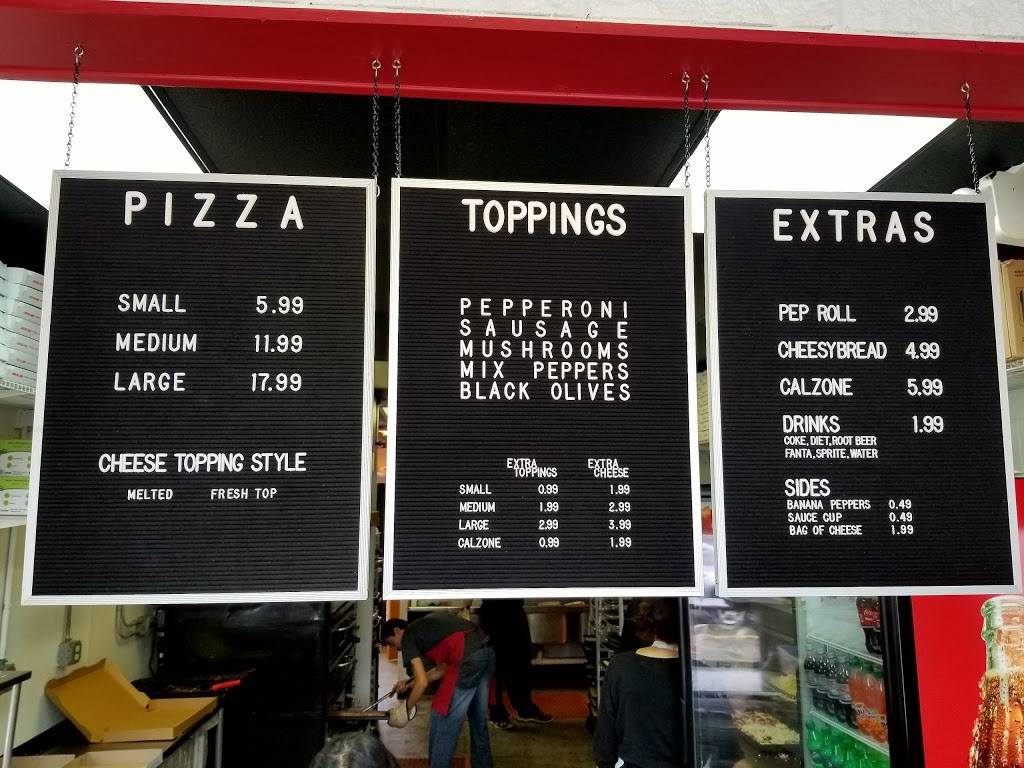 PIZZA
SMALL 5.99
MEDIUM 11.99
LARGE 17.99
CHEESE TOPPING STYLE
MELTED FRESH TOP
TOPPINGS
PEPPERONI
SAUSAGE
MUSHROOMS
MIX PEPPERS
BLACK OLIVES
EXTRA TOPPINGS EXTRA CHEESE
SMALL 0.99 1.99
MEDIUM 1.99 2.99
LARGE 2.99 3.99
CALZONE 0.99 1.99
EXTRAS
PEP ROLL 2.99
CHEESYBREAD 4.99
CALZONE 5.99
DRINKS 1.99
COKE,DIET,ROOT BEER
FANTA,SPRITE,WATER
SIDES
BANANA PEPPERS 0.49
SAUCE CUP 0.49
BAG OF CHEESE 1.99